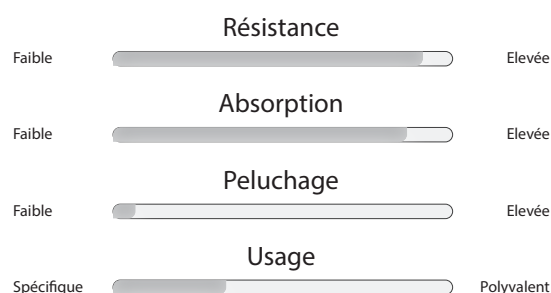 Résistance
Faible Elevée
Absorption
Faible Elevée
Peluchage
Faible Elevée
Usage
Spécifique Polyvalent